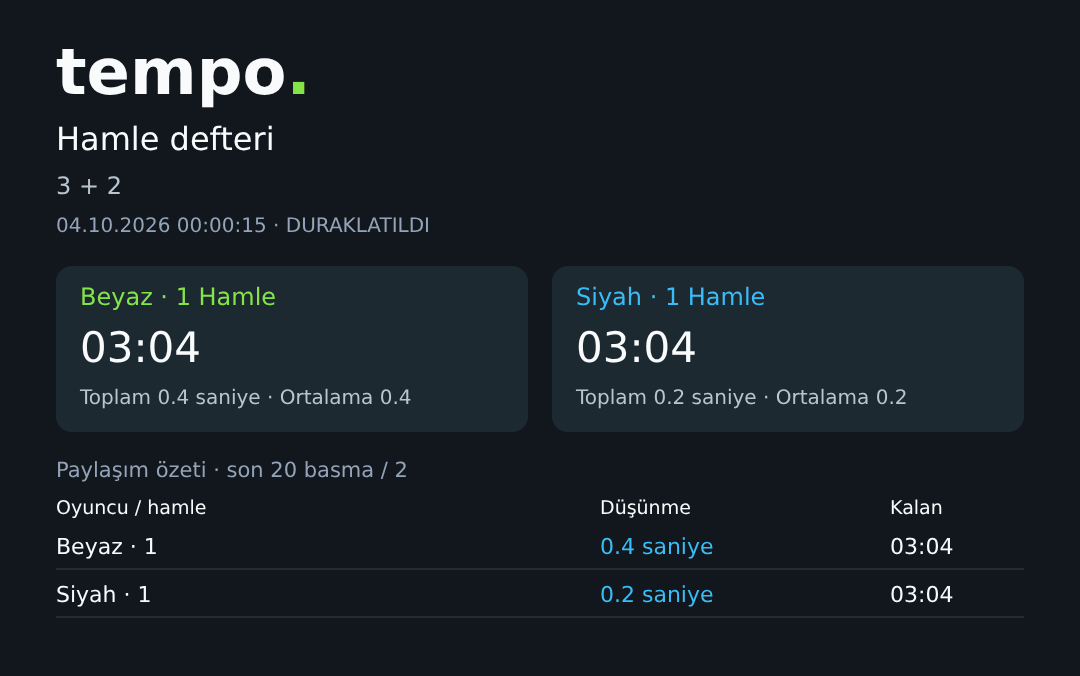 tempo.
Hamle defteri
3 + 2
04.10.2026 00:00:15 · DURAKLATILDI
Beyaz · 1 Hamle
03:04
Toplam 0.4 saniye · Ortalama 0.4
Siyah · 1 Hamle
03:04
Toplam 0.2 saniye · Ortalama 0.2
Paylaşım özeti · son 20 basma / 2
Oyuncu / hamle Düşünme Kalan
Beyaz · 1 0.4 saniye 03:04
Siyah · 1 0.2 saniye 03:04